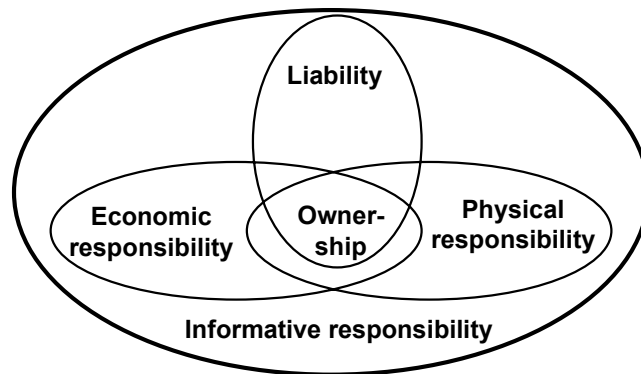 Liability
Economic
responsibility
Owner-
ship
Physical
responsibility
Informative responsibility